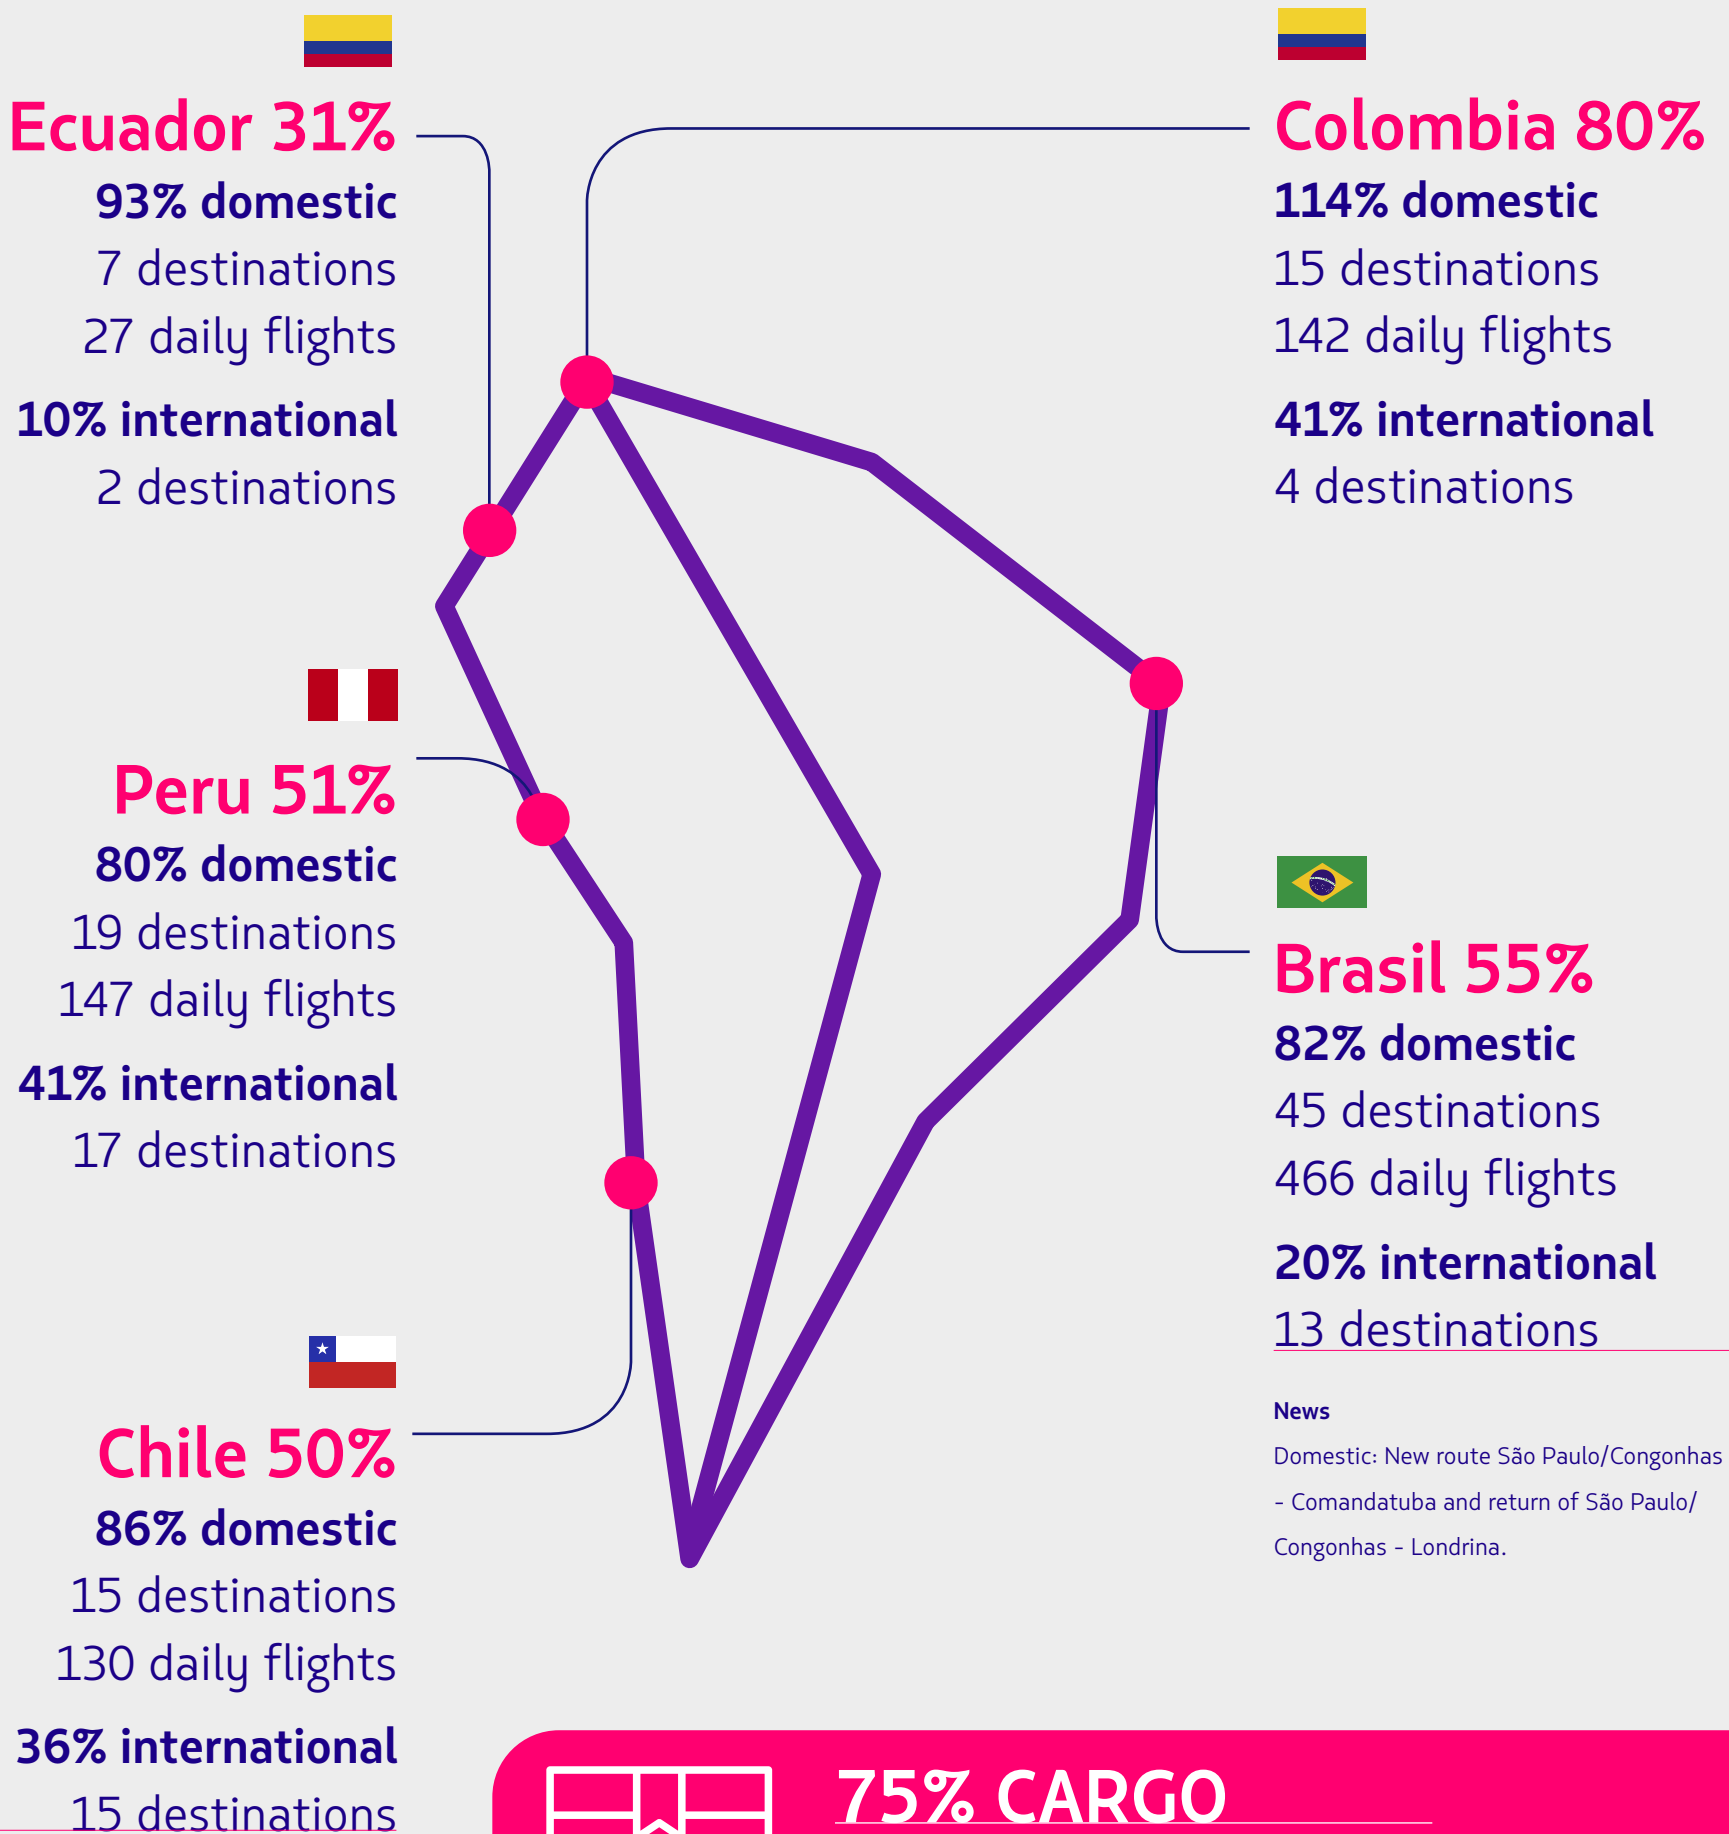 Ecuador 31%
93% domestic
7 destinations
27 daily flights
10% international
2 destinations
Colombia 80%
114% domestic
15 destinations
142 daily flights
41% international
4 destinations
Peru 51%
80% domestic
19 destinations
147 daily flights
41% international
17 destinations
Brasil 55%
82% domestic
45 destinations
466 daily flights
20% international
13 destinations
News
Domestic: New route São Paulo/Congonhas
- Comandatuba and return of São Paulo/
Congonhas - Londrina.
Chile 50%
86% domestic
15 destinations
130 daily flights
36% international
15 destinations
75% CARGO